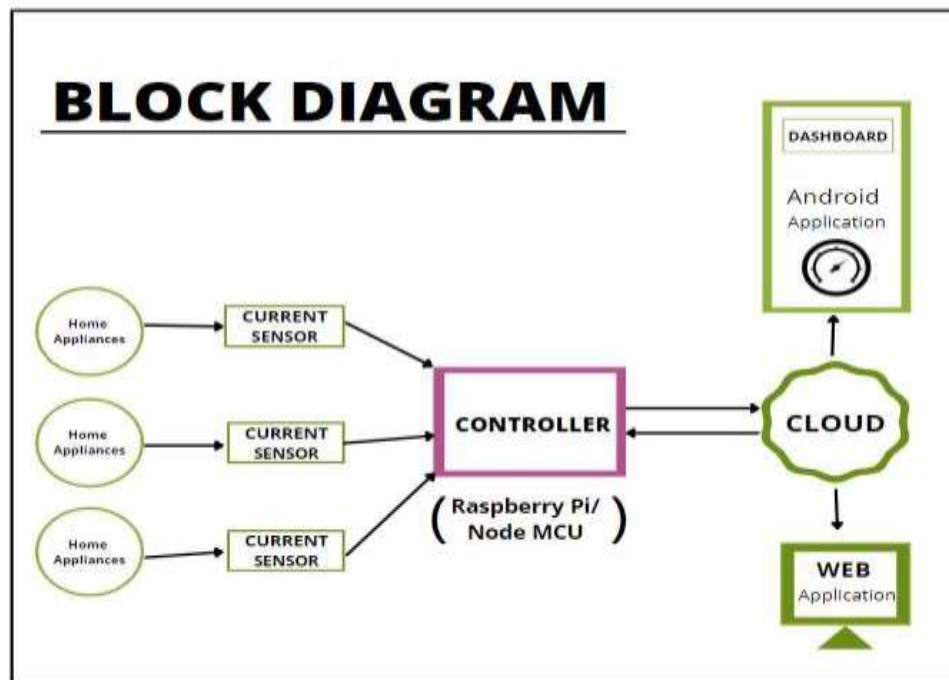 BLOCK DIAGRAM
DASHBOARD
Android
Application
Home
Appliances
CURRENT
SENSOR
Home
Appliances
CURRENT
SENSOR
Home
Appliances
CURRENT
SENSOR
CONTROLLER
(Raspberry Pi/
Node MCU)
CLOUD
WEB
Application